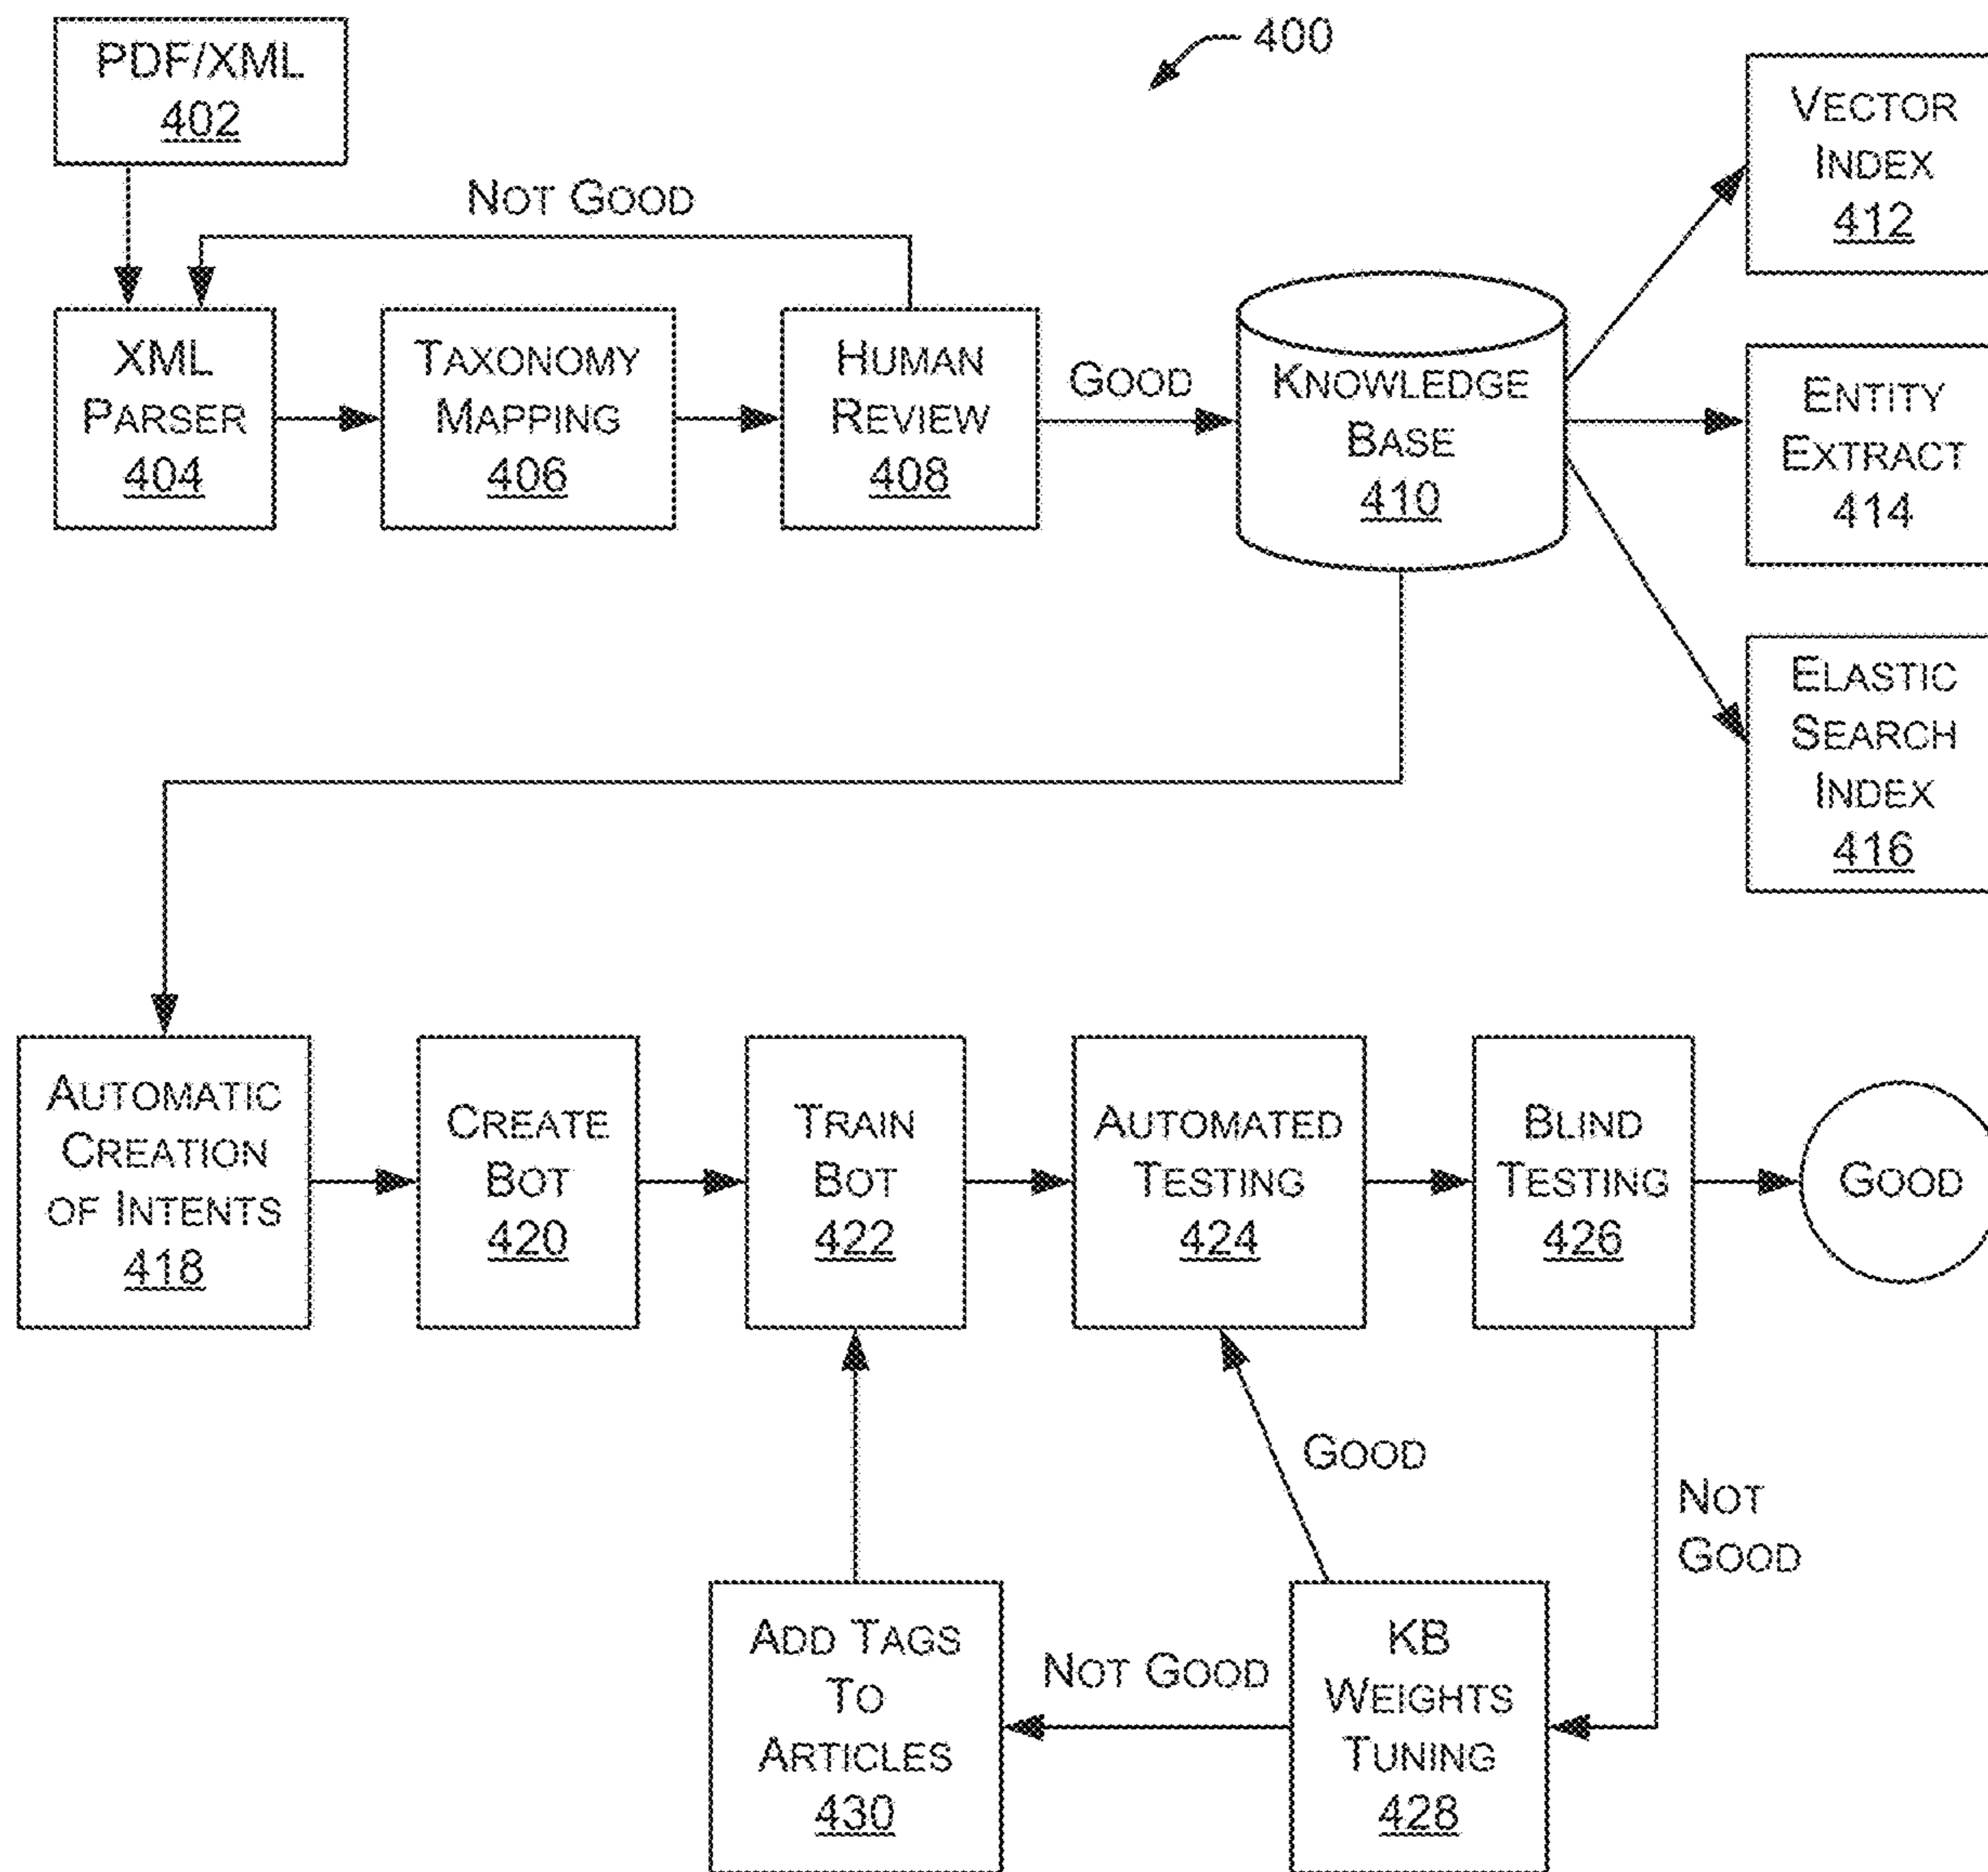 PDF/XML
402
400
NOT GOOD
XML
PARSER
404
TAXONOMY
MAPPING
406
HUMAN
REVIEW
408
GOOD
KNOWLEDGE
BASE
410
VECTOR
INDEX
412
ENTITY
EXTRACT
414
ELASTIC
SEARCH
INDEX
416
AUTOMATIC
CREATION
OF INTENTS
418
CREATE
BOT
420
TRAIN
BOT
422
AUTOMATED
TESTING
424
BLIND
TESTING
426
GOOD
GOOD
NOT
GOOD
ADD TAGS
TO
ARTICLES
430
NOT GOOD
KB
WEIGHTS
TUNING
428